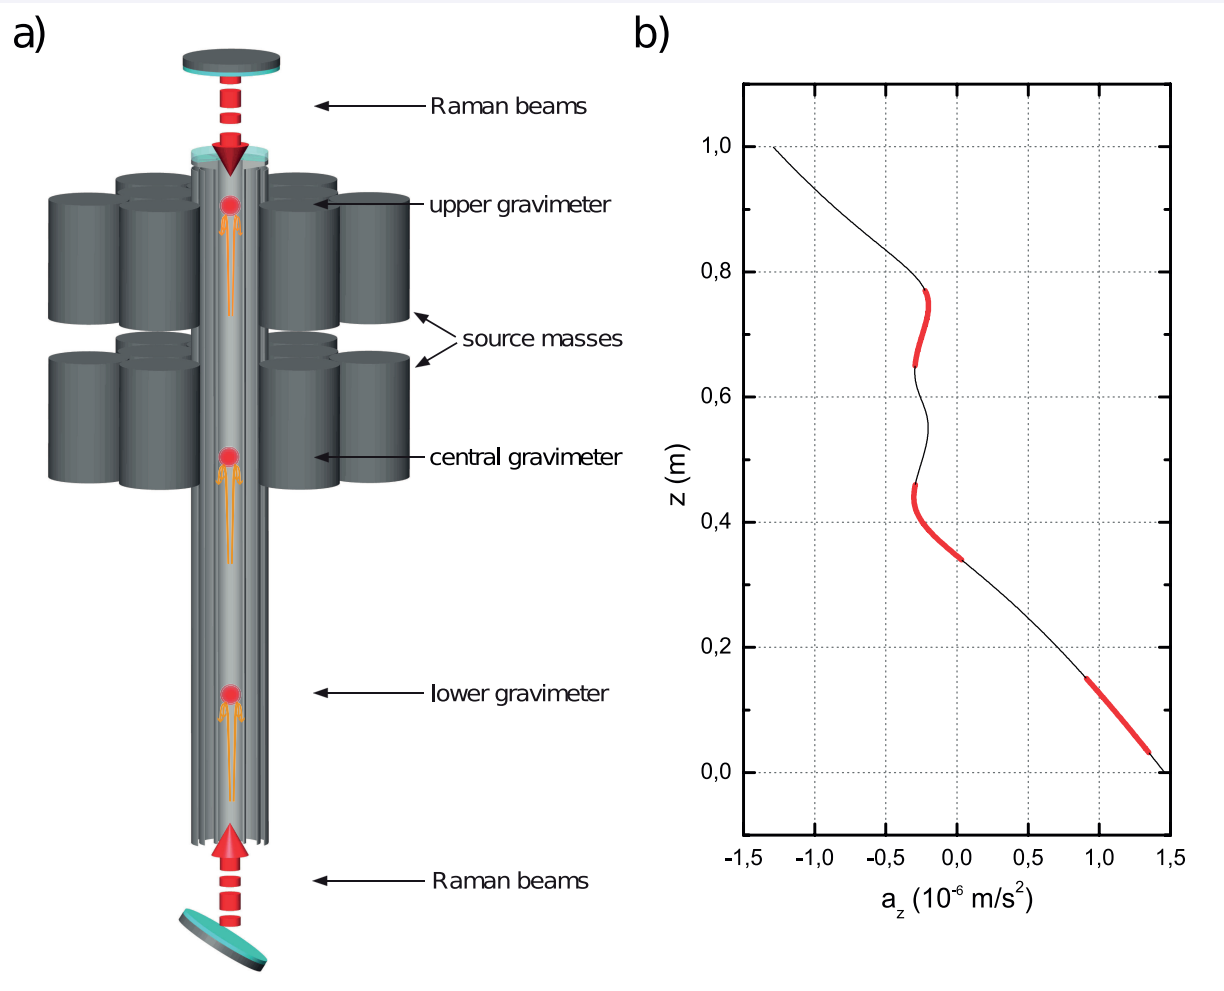 a)
Raman beams
upper gravimeter
source masses
central gravimeter
lower gravimeter
Raman beams
b)
1,0
0,8
0,6
0,4
0,2
0,0
z (m)
-1,5 -1,0 -0,5 0,0 0,5 1,0 1,5
a_z (10^-6 m/s^2)